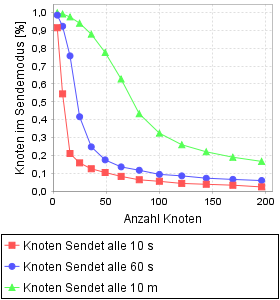 Knoten im Sendemodus [%]
1,0
0,9
0,8
0,7
0,6
0,5
0,4
0,3
0,2
0,1
0,0
0 50 100 150 200
Anzahl Knoten
Knoten Sendet alle 10 s
Knoten Sendet alle 60 s
Knoten Sendet alle 10 m